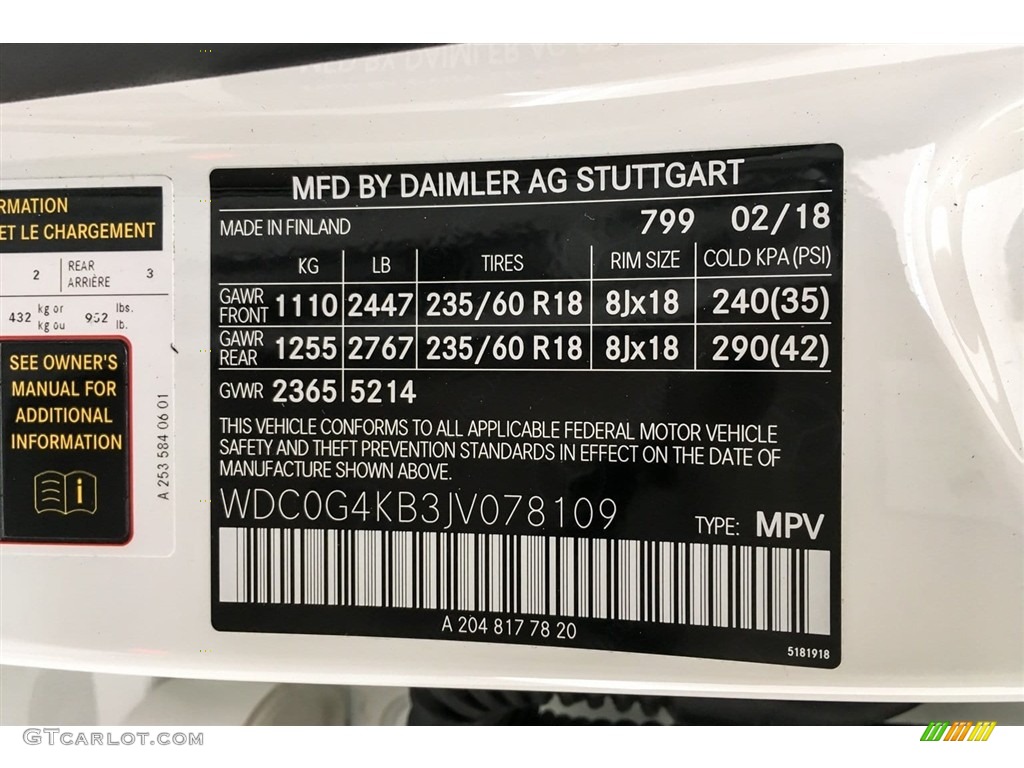 RMATION
ET LE CHARGEMENT
2 REAR ARRIÈRE 3
432 kg or kg ou 952 lbs. lb.
SEE OWNER'S
MANUAL FOR
ADDITIONAL
INFORMATION
A 253 584 06 01
MFD BY DAIMLER AG STUTTGART
MADE IN FINLAND 799 02/18
KG LB TIRES RIM SIZE COLD KPA (PSI)
GAWR FRONT 1110 2447 235/60 R18 8Jx18 240(35)
GAWR REAR 1255 2767 235/60 R18 8Jx18 290(42)
GVWR 2365 5214
THIS VEHICLE CONFORMS TO ALL APPLICABLE FEDERAL MOTOR VEHICLE
SAFETY AND THEFT PREVENTION STANDARDS IN EFFECT ON THE DATE OF
MANUFACTURE SHOWN ABOVE.
WDC0G4KB3JV078109 TYPE: MPV
A 204 817 78 20
5181918
GTCarlot.com